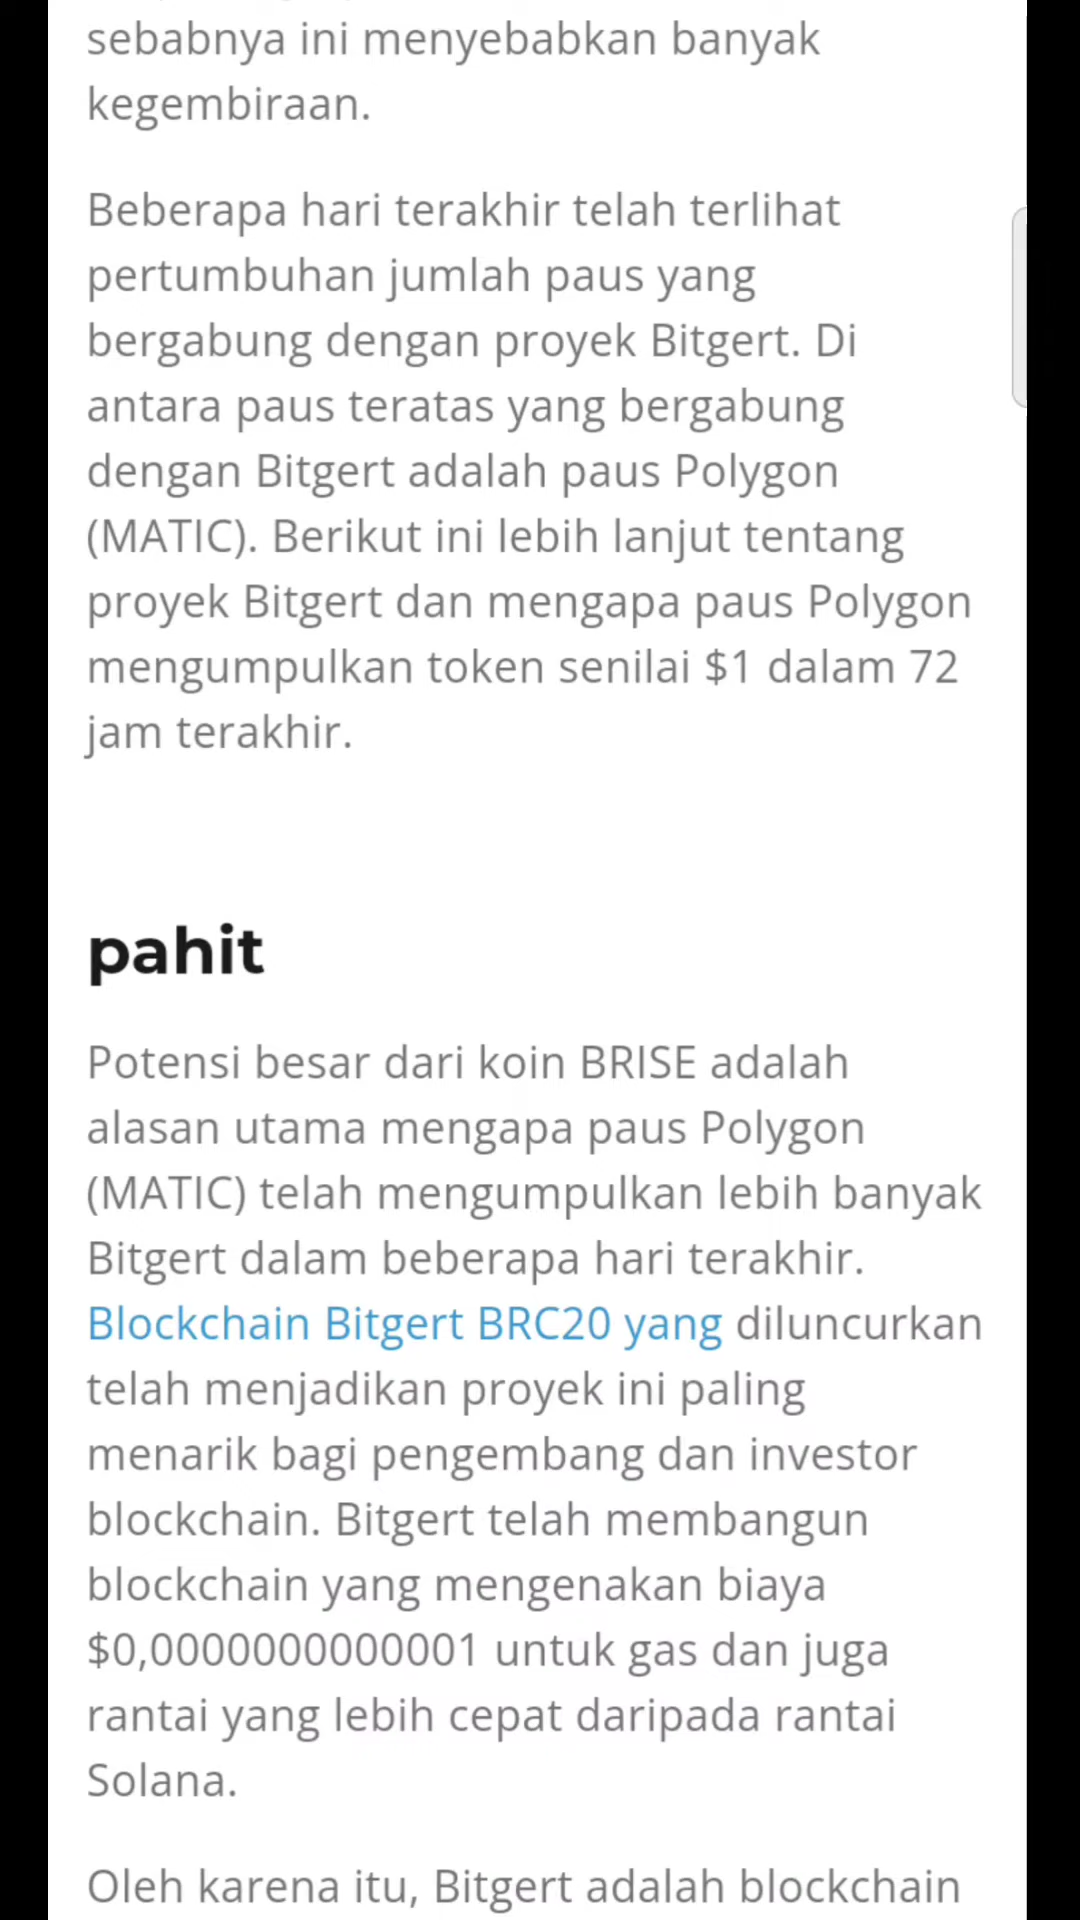 sebabnya ini menyebabkan banyak
kegembiraan.
Beberapa hari terakhir telah terlihat
pertumbuhan jumlah paus yang
bergabung dengan proyek Bitgert. Di
antara paus teratas yang bergabung
dengan Bitgert adalah paus Polygon
(MATIC). Berikut ini lebih lanjut tentang
proyek Bitgert dan mengapa paus Polygon
mengumpulkan token senilai $1 dalam 72
jam terakhir.
pahit
Potensi besar dari koin BRISE adalah
alasan utama mengapa paus Polygon
(MATIC) telah mengumpulkan lebih banyak
Bitgert dalam beberapa hari terakhir.
Blockchain Bitgert BRC20 yang diluncurkan
telah menjadikan proyek ini paling
menarik bagi pengembang dan investor
blockchain. Bitgert telah membangun
blockchain yang mengenakan biaya
$0,0000000000001 untuk gas dan juga
rantai yang lebih cepat daripada rantai
Solana.
Oleh karena itu, Bitgert adalah blockchain